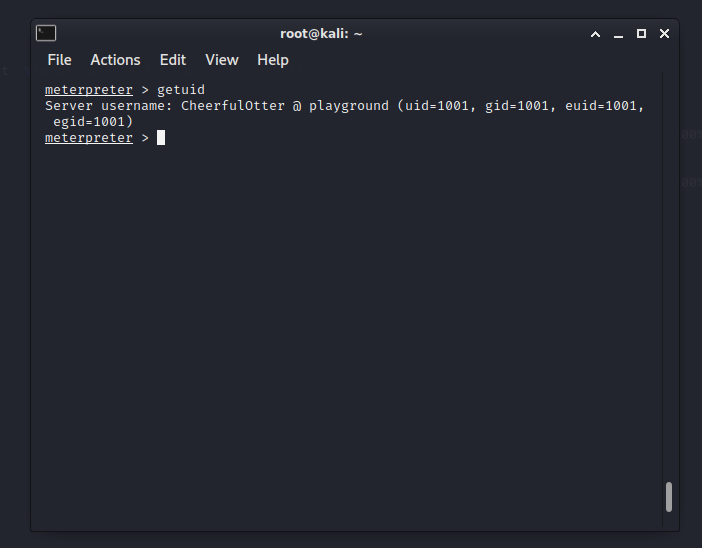 root@kali: ~
File Actions Edit View Help
meterpreter > getuid
Server username: CheerfulOtter @ playground (uid=1001, gid=1001, euid=1001,
egid=1001)
meterpreter >